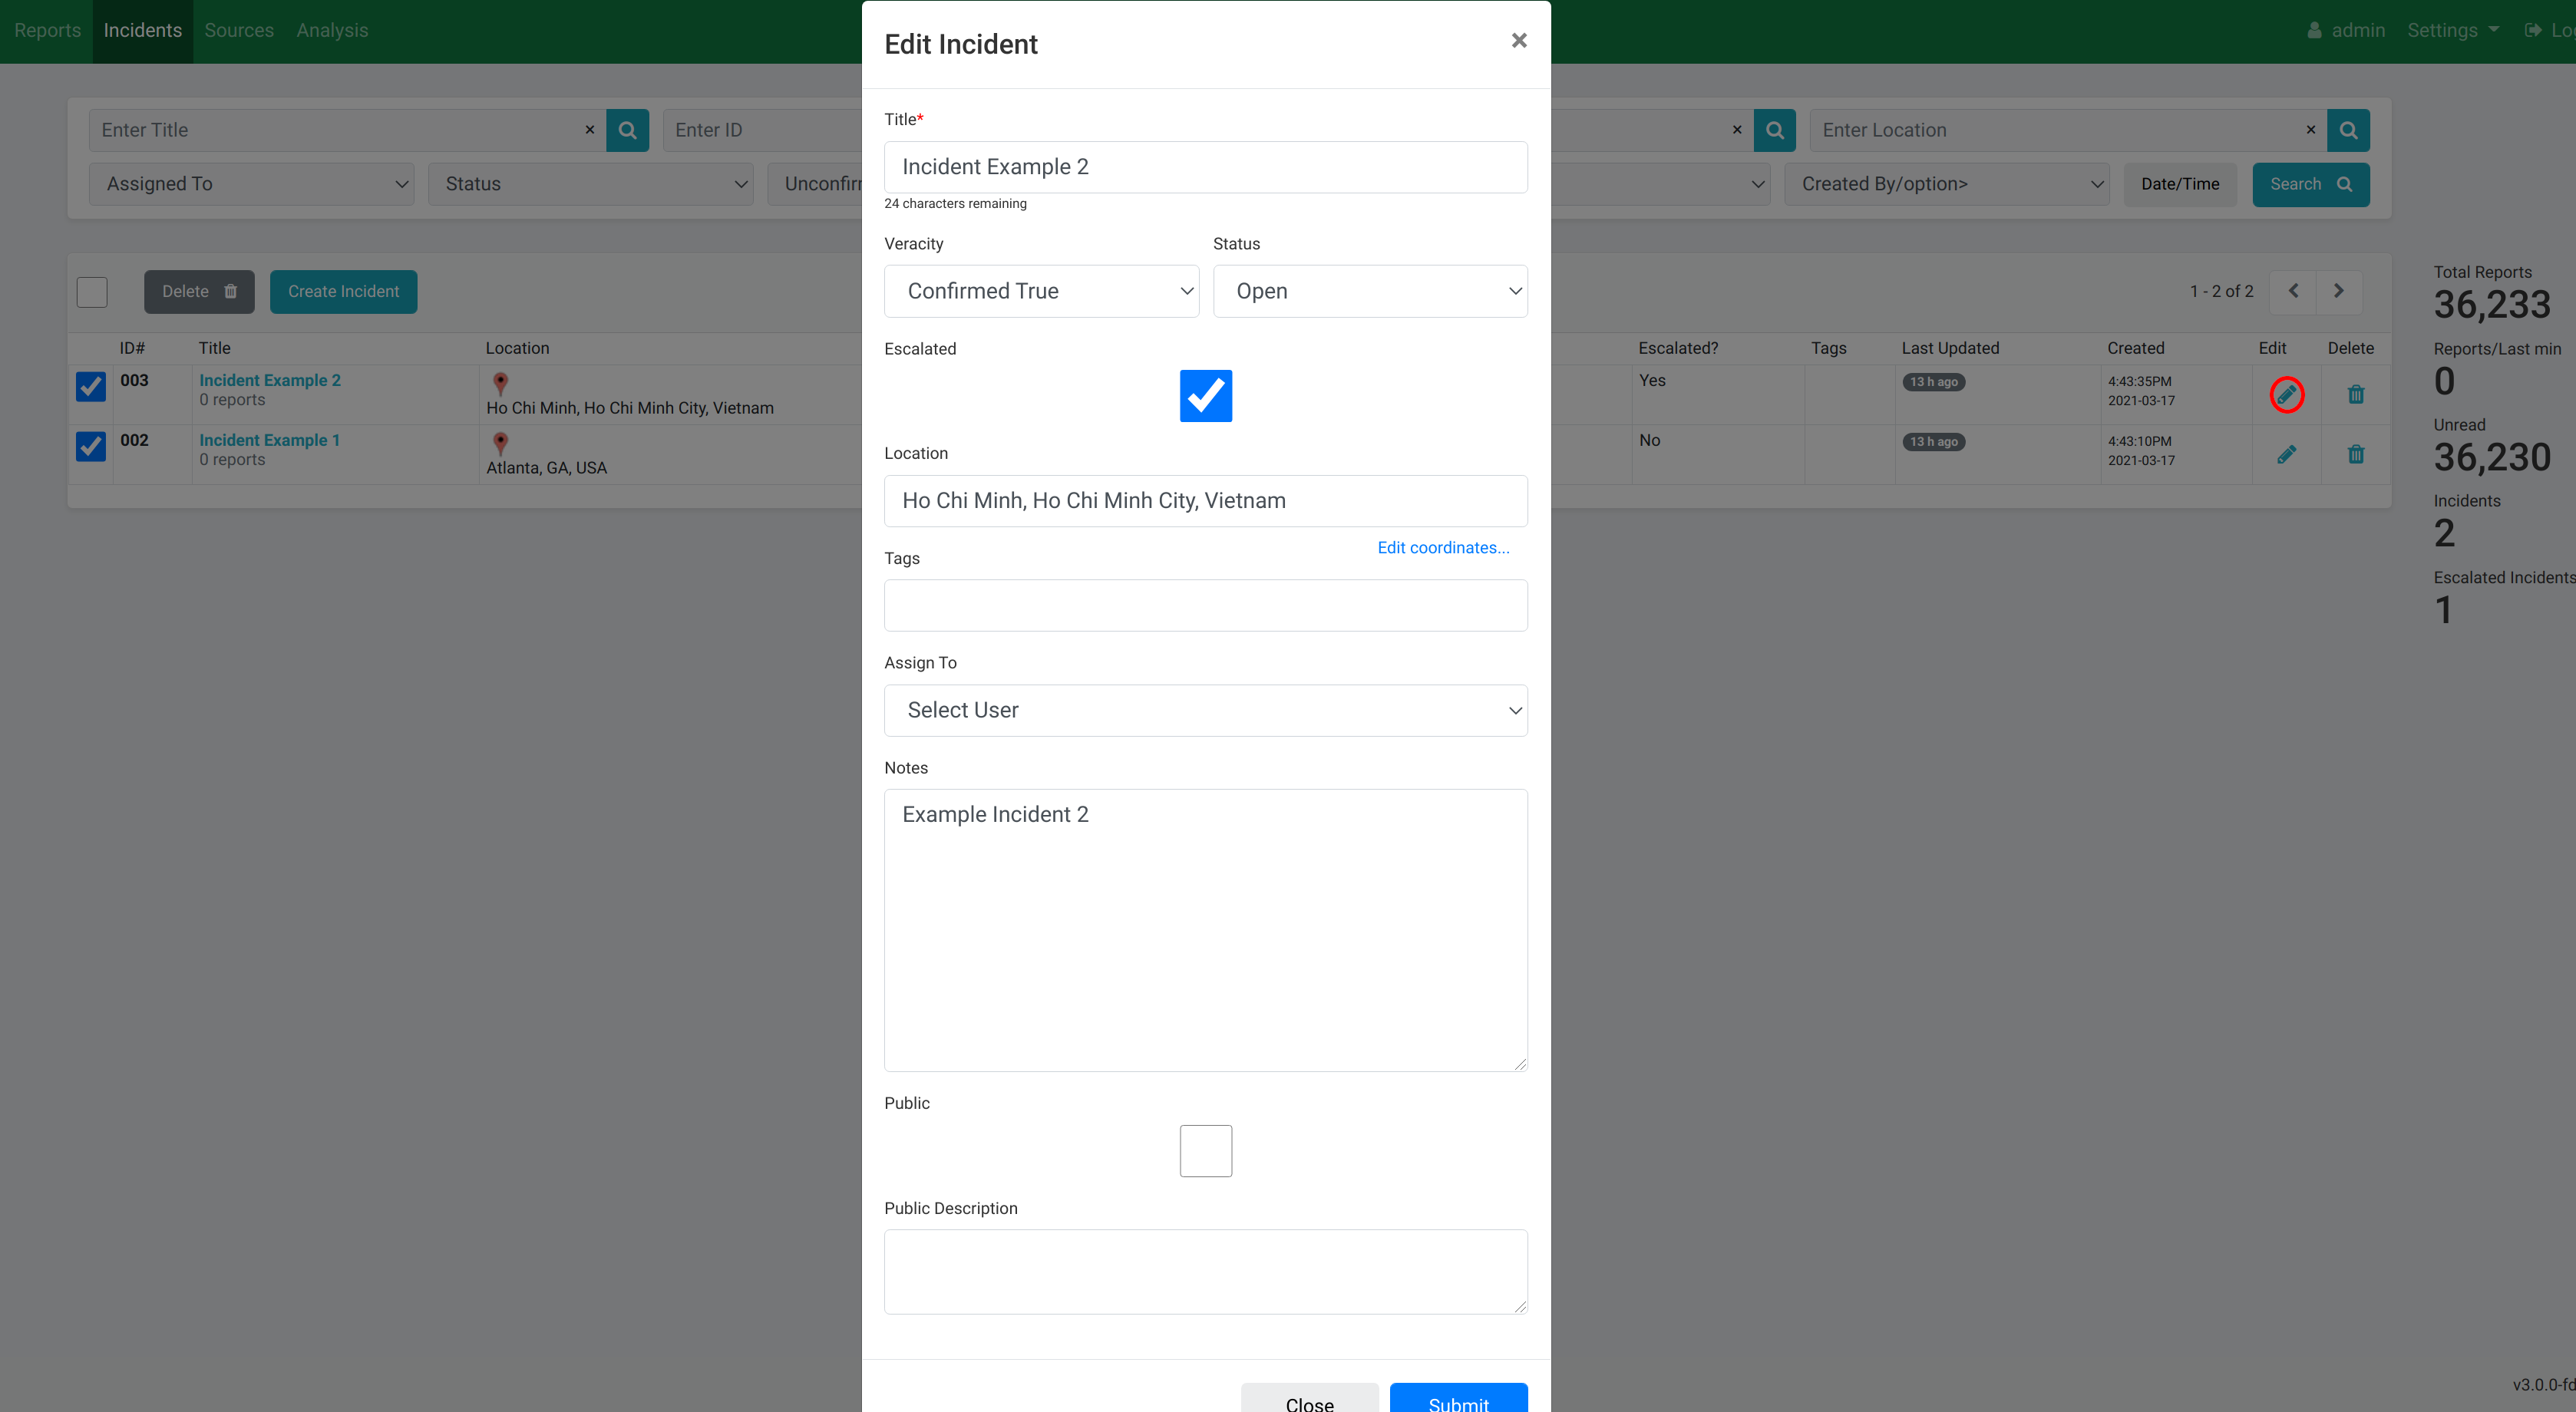 Reports Incidents Sources Analysis admin Settings
Edit Incident ×
Enter Title × Enter ID × Enter Location ×
Assigned To Status Created By/option> Date/Time Search
Title*
Incident Example 2
24 characters remaining
Veracity Status
Confirmed True Open
Escalated
Location
Ho Chi Minh, Ho Chi Minh City, Vietnam
Edit coordinates...
Tags
Assign To
Select User
Notes
Example Incident 2
Public
Public Description
Close Submit
Delete Create Incident 1 - 2 of 2
ID# Title Location Escalated? Tags Last Updated Created Edit Delete
003 Incident Example 2 Yes 13 h ago 4:43:35PM
0 reports Ho Chi Minh, Ho Chi Minh City, Vietnam 2021-03-17
002 Incident Example 1 No 13 h ago 4:43:10PM
0 reports Atlanta, GA, USA 2021-03-17
Total Reports
36,233
Reports/Last min
0
Unread
36,230
Incidents
2
Escalated Incidents
1